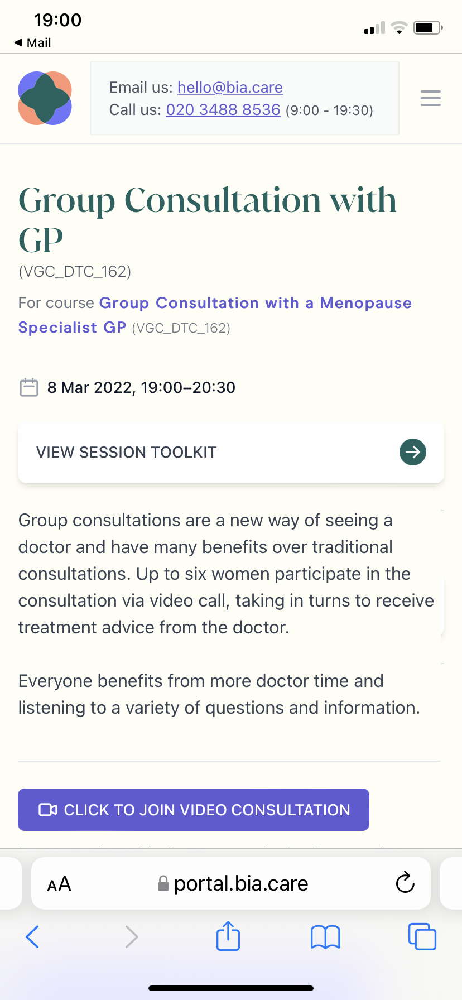 19:00
◀ Mail
Email us: hello@bia.care
Call us: 020 3488 8536 (9:00 - 19:30)
Group Consultation with
GP
(VGC_DTC_162)
For course Group Consultation with a Menopause
Specialist GP (VGC_DTC_162)
8 Mar 2022, 19:00–20:30
VIEW SESSION TOOLKIT
Group consultations are a new way of seeing a
doctor and have many benefits over traditional
consultations. Up to six women participate in the
consultation via video call, taking in turns to receive
treatment advice from the doctor.
Everyone benefits from more doctor time and
listening to a variety of questions and information.
CLICK TO JOIN VIDEO CONSULTATION
AA
portal.bia.care